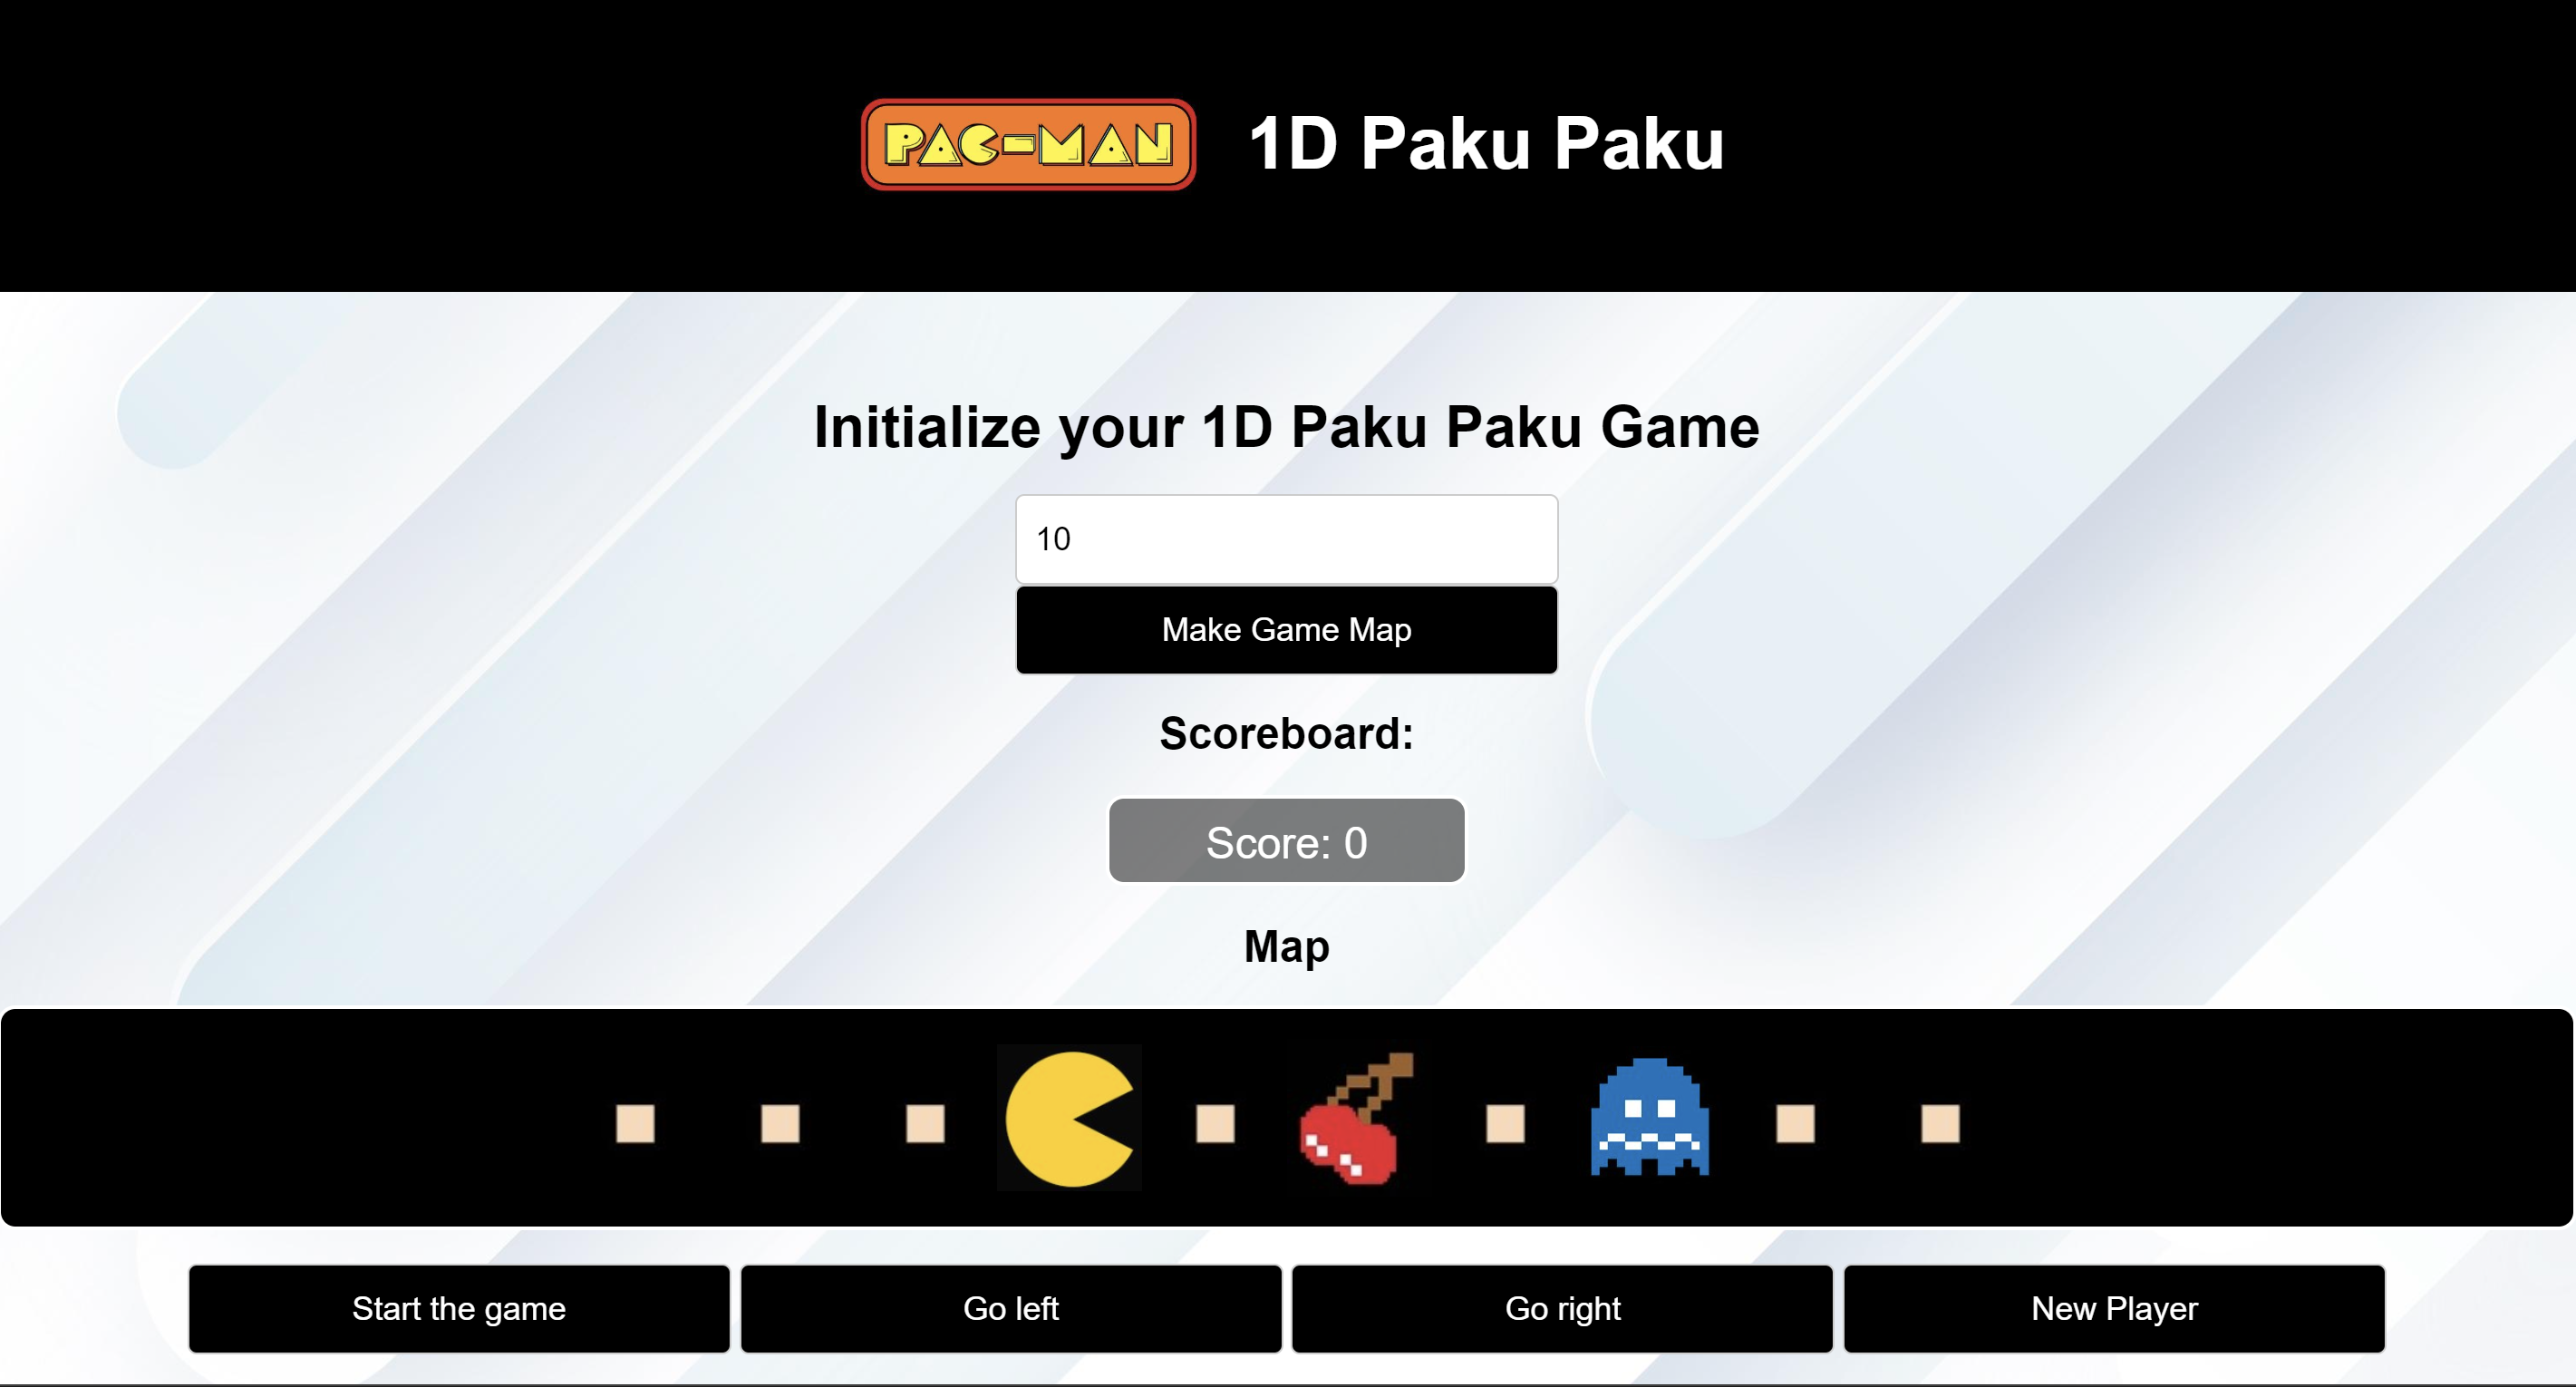 PAC-MAN 1D Paku Paku
Initialize your 1D Paku Paku Game
10
Make Game Map
Scoreboard:
Score: 0
Map
Start the game
Go left
Go right
New Player